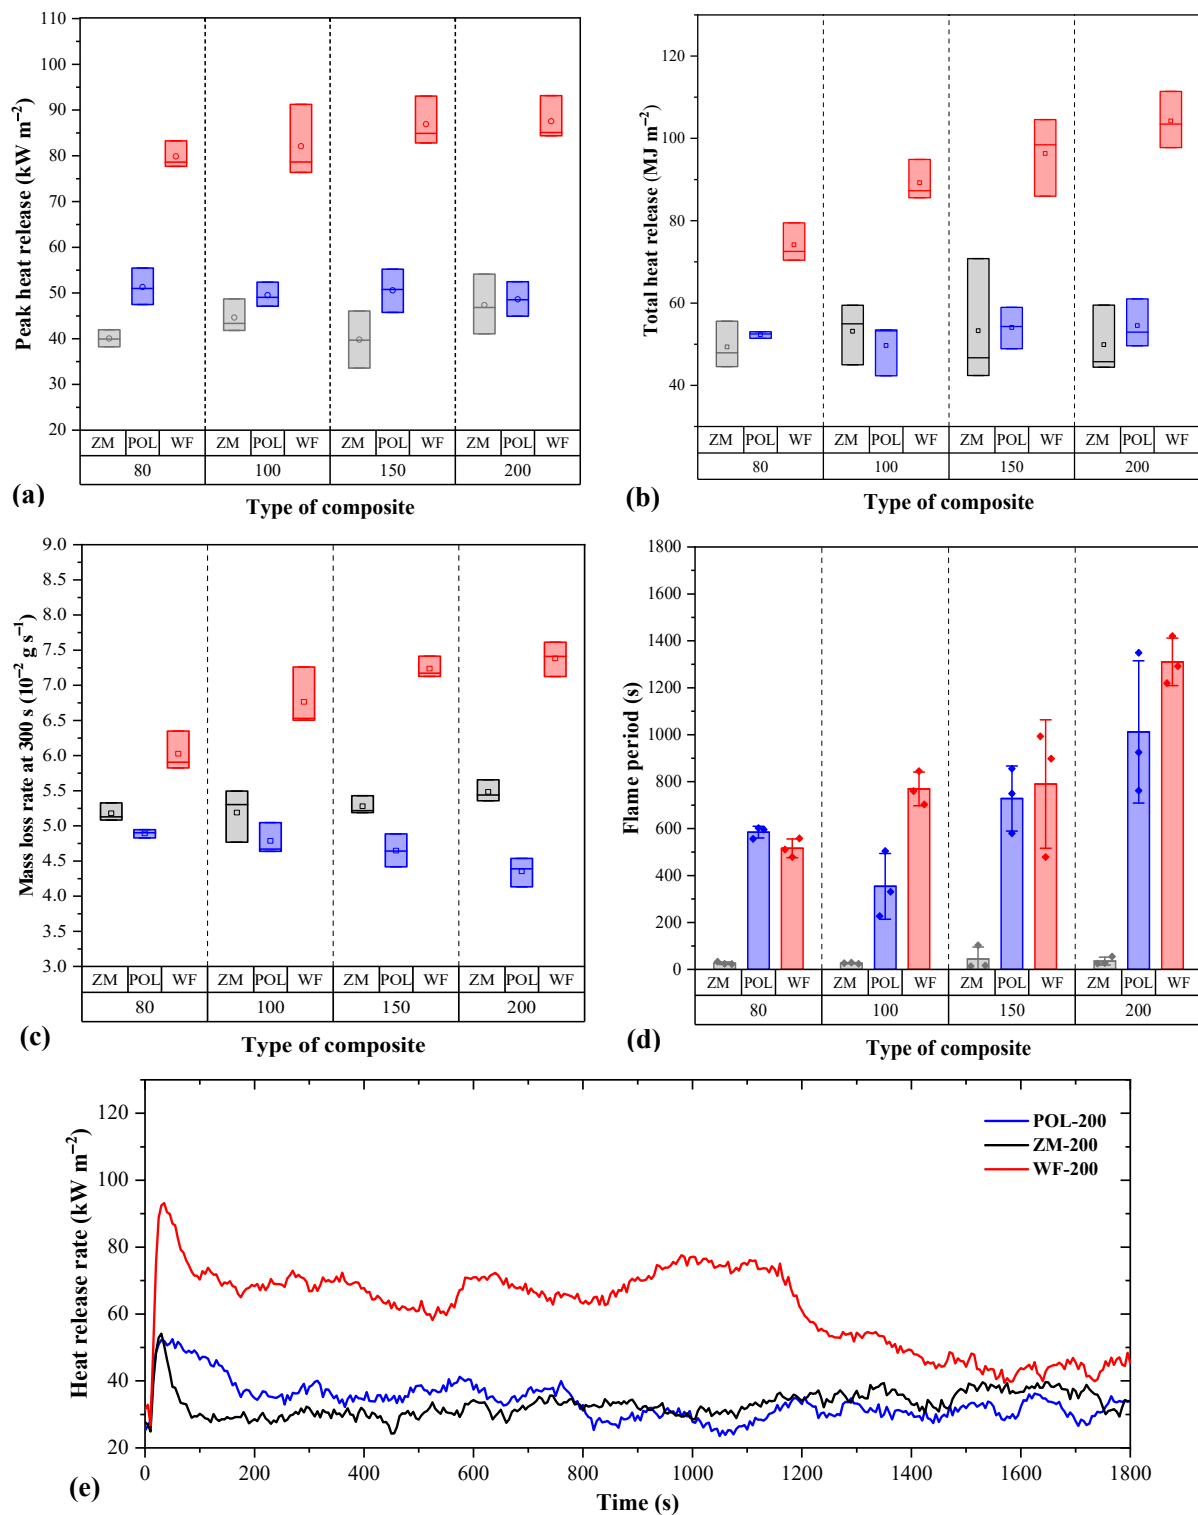 110
100
90
80
70
60
50
40
30
20
Peak heat release (kW m⁻²)
ZM POL WF ZM POL WF ZM POL WF ZM POL WF
80 100 150 200
(a)
Type of composite
120
100
80
60
40
Total heat release (MJ m⁻²)
ZM POL WF ZM POL WF ZM POL WF ZM POL WF
80 100 150 200
(b)
Type of composite
9.0
8.5
8.0
7.5
7.0
6.5
6.0
5.5
5.0
4.5
4.0
3.5
3.0
Mass loss rate at 300 s (10⁻² g s⁻¹)
ZM POL WF ZM POL WF ZM POL WF ZM POL WF
80 100 150 200
(c)
Type of composite
1800
1600
1400
1200
1000
800
600
400
200
0
Flame period (s)
ZM POL WF ZM POL WF ZM POL WF ZM POL WF
80 100 150 200
(d)
Type of composite
120
100
80
60
40
20
Heat release rate (kW m⁻²)
POL-200
ZM-200
WF-200
0 200 400 600 800 1000 1200 1400 1600 1800
(e)
Time (s)